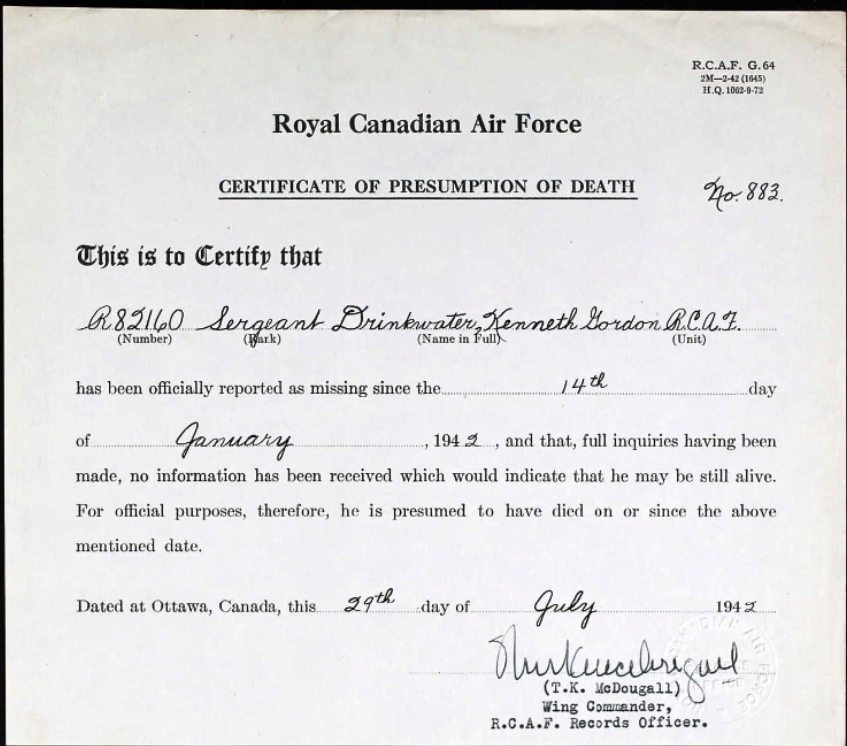 R.C.A.F. G.64
2M—2-42 (1645)
H.Q. 1062-9-72
Royal Canadian Air Force
CERTIFICATE OF PRESUMPTION OF DEATH No. 883.
This is to Certify that
R82160 Sergeant Drinkwater, Kenneth Gordon R.C.A.F.
(Number) (Rank) (Name in Full) (Unit)
has been officially reported as missing since the 14th day
of January, 1942, and that, full inquiries having been
made, no information has been received which would indicate that he may be still alive.
For official purposes, therefore, he is presumed to have died on or since the above
mentioned date.
Dated at Ottawa, Canada, this 29th day of July 1942
(T.K. McDougall)
Wing Commander,
R.C.A.F. Records Officer.